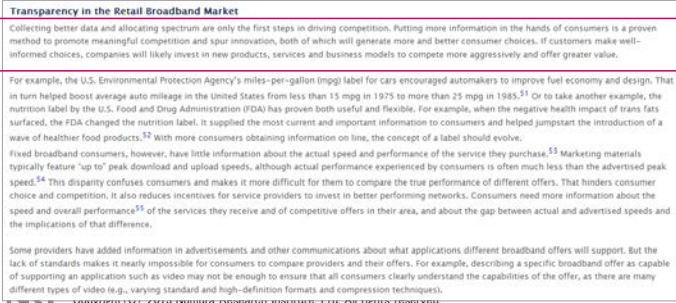 Transparency in the Retail Broadband Market
Collecting better data and allocating spectrum are only the first steps in driving competition. Putting more information in the hands of consumers is a proven
method to promote meaningful competition and spur innovation, both of which will generate more and better consumer choices. If customers make well-
informed choices, companies will likely invest in new products, services and business models to compete more aggressively and offer greater value.
For example, the U.S. Environmental Protection Agency's miles-per-gallon (mpg) label for cars encouraged automakers to improve fuel economy and design. That
in turn helped boost average auto mileage in the United States from less than 15 mpg in 1975 to more than 25 mpg in 1985.51 Or to take another example, the
nutrition label by the U.S. Food and Drug Administration (FDA) has proven both useful and flexible. For example, when the negative health impact of trans fats
surfaced, the FDA changed the nutrition label. It supplied the most current and important information to consumers and helped jumpstart the introduction of a
wave of healthier food products.52 With more consumers obtaining information on line, the concept of a label should evolve.
Fixed broadband consumers, however, have little information about the actual speed and performance of the service they purchase.53 Marketing materials
typically feature "up to" peak download and upload speeds, although actual performance experienced by consumers is often much less than the advertised peak
speed.54 This disparity confuses consumers and makes it more difficult for them to compare the true performance of different offers. That hinders consumer
choice and competition. It also reduces incentives for service providers to invest in better performing networks. Consumers need more information about the
speed and overall performance55 of the services they receive and of competitive offers in their area, and about the gap between actual and advertised speeds and
the implications of that difference.
Some providers have added information in advertisements and other communications about what applications different broadband offers will support. But the
lack of standards makes it nearly impossible for consumers to compare providers and their offers. For example, describing a specific broadband offer as capable
of supporting an application such as video may not be enough to ensure that all consumers clearly understand the capabilities of the offer, as there are many
different types of video (e.g., varying standard and high-definition formats and compression techniques).